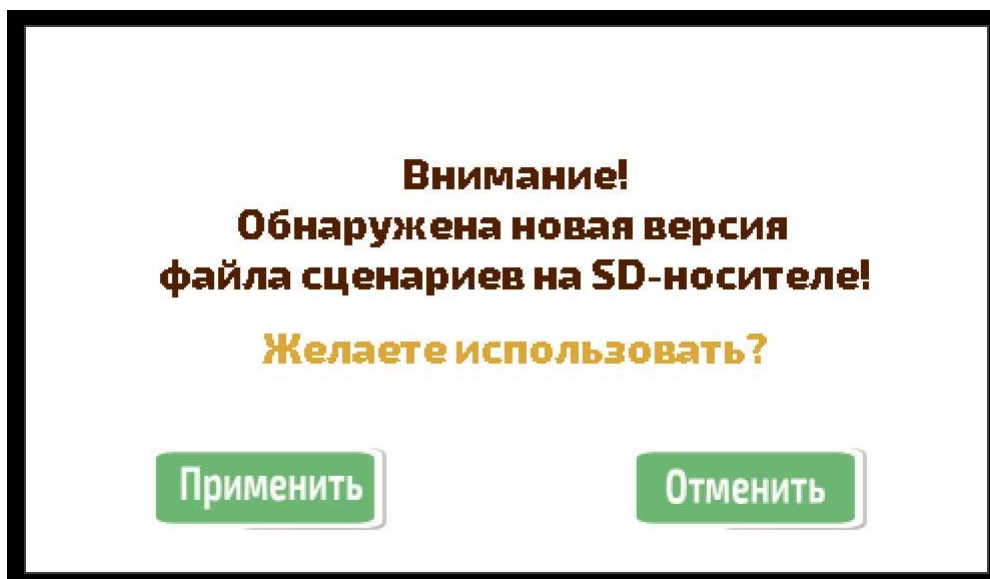 Внимание!
Обнаружена новая версия
файла сценариев на SD-носителе!
Желаете использовать?
Применить
Отменить